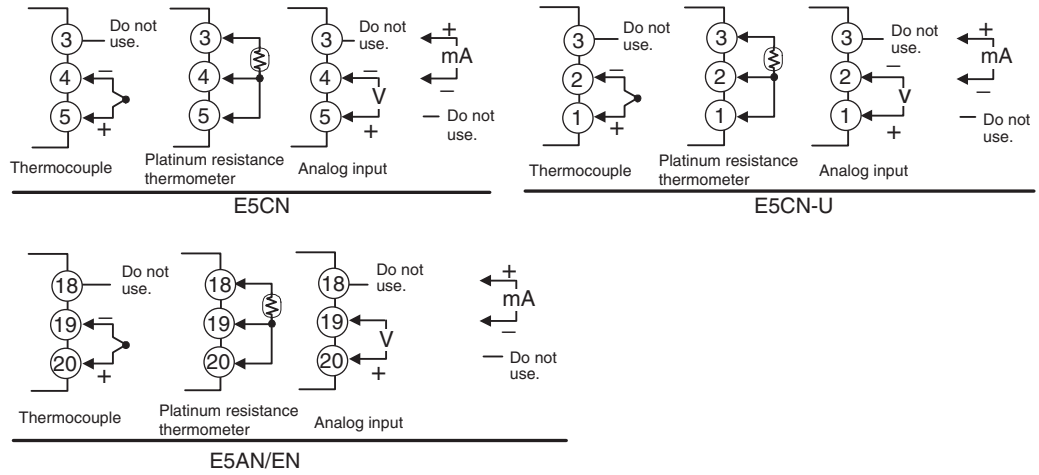 3
Do not
use.
4
–
5
+
Thermocouple
3
4
5
Platinum resistance
thermometer
3
Do not
use.
4
–
V
5
+
Analog input
+
mA
–
– Do not
use.
E5CN
3
Do not
use.
2
–
1
+
Thermocouple
3
2
1
Platinum resistance
thermometer
3
Do not
use.
2
–
V
1
+
Analog input
+
mA
–
– Do not
use.
E5CN-U
18
Do not
use.
19
–
20
+
Thermocouple
18
19
20
Platinum resistance
thermometer
18
Do not
use.
19
V
20
+
Analog input
+
mA
–
– Do not
use.
E5AN/EN